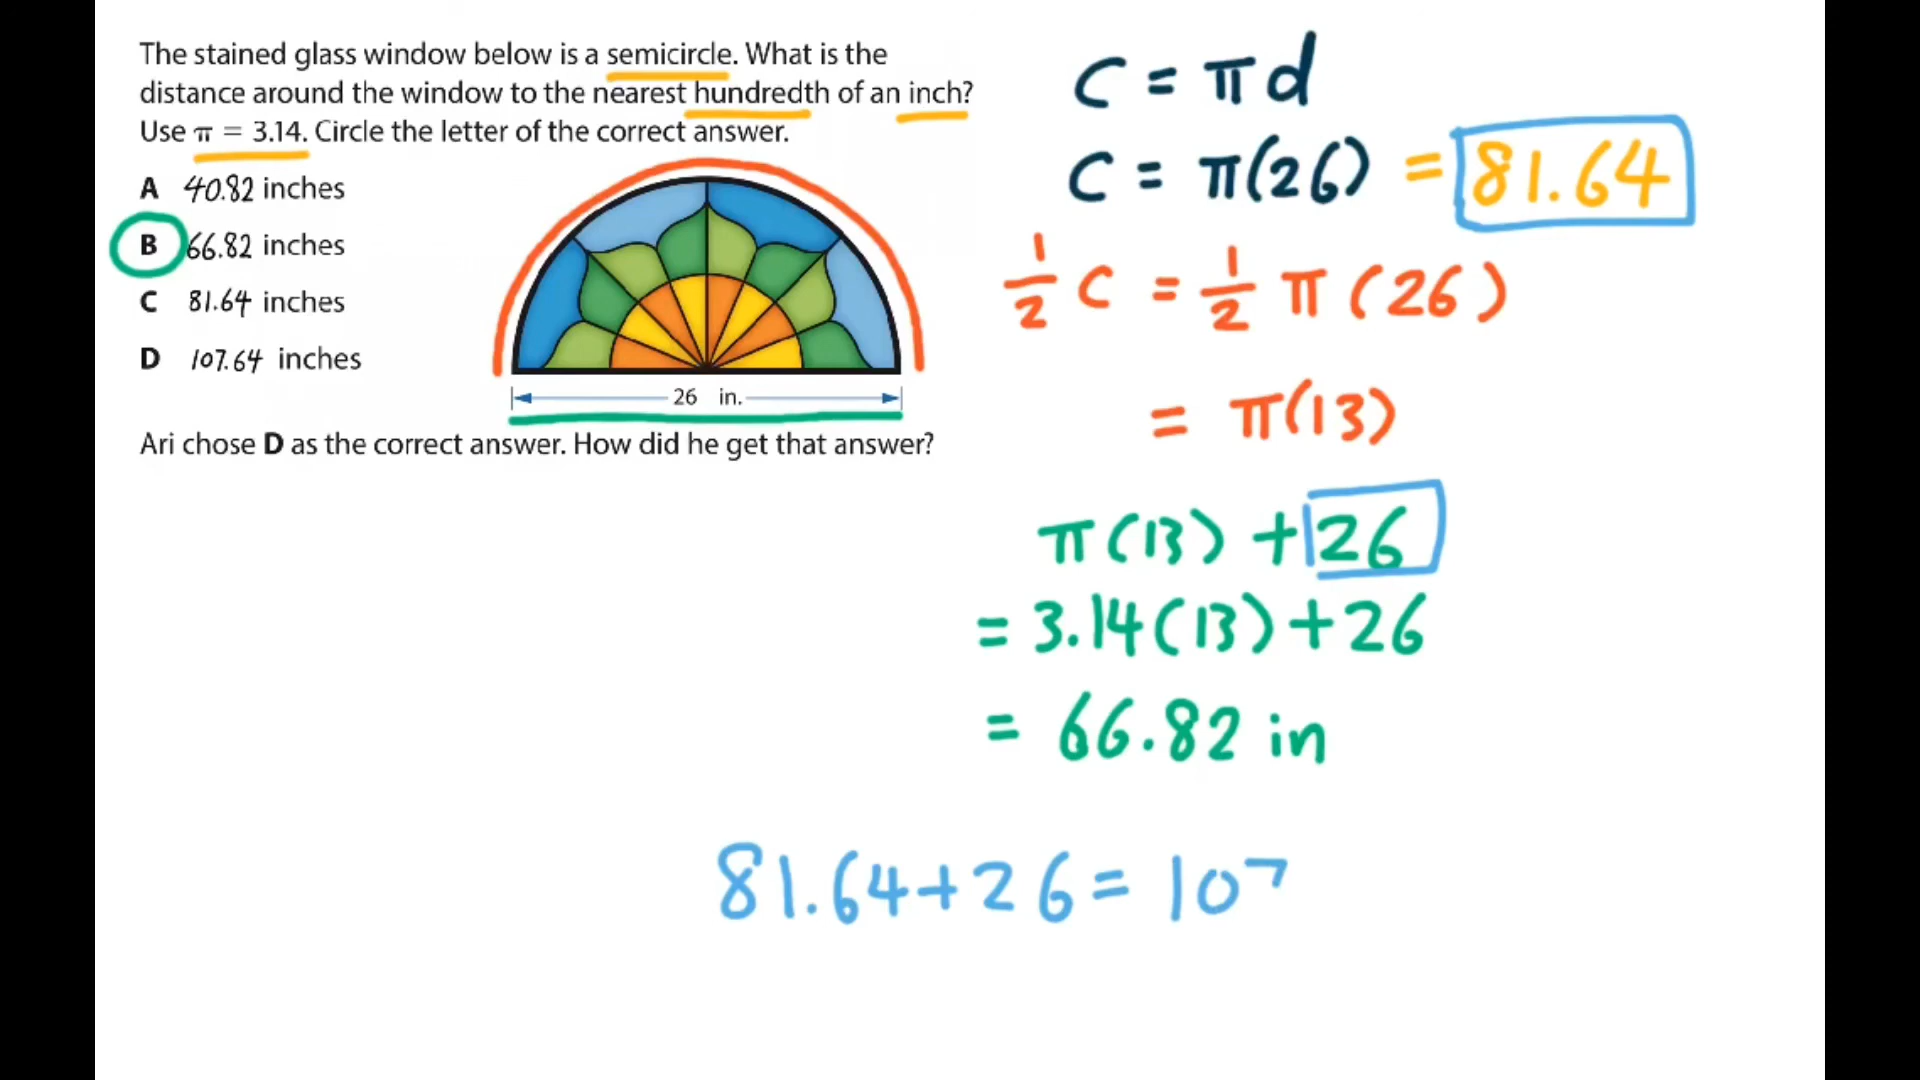 The stained glass window below is a semicircle. What is the
distance around the window to the nearest hundredth of an inch?
Use π = 3.14. Circle the letter of the correct answer.
A 40.82 inches
B 66.82 inches
C 81.64 inches
D 107.64 inches
26 in.
Ari chose D as the correct answer. How did he get that answer?
C = πd
C = π(26) = 81.64
1/2 C = 1/2 π (26)
= π(13)
π(13) + 26
= 3.14(13) + 26
= 66.82 in
81.64 + 26 = 107